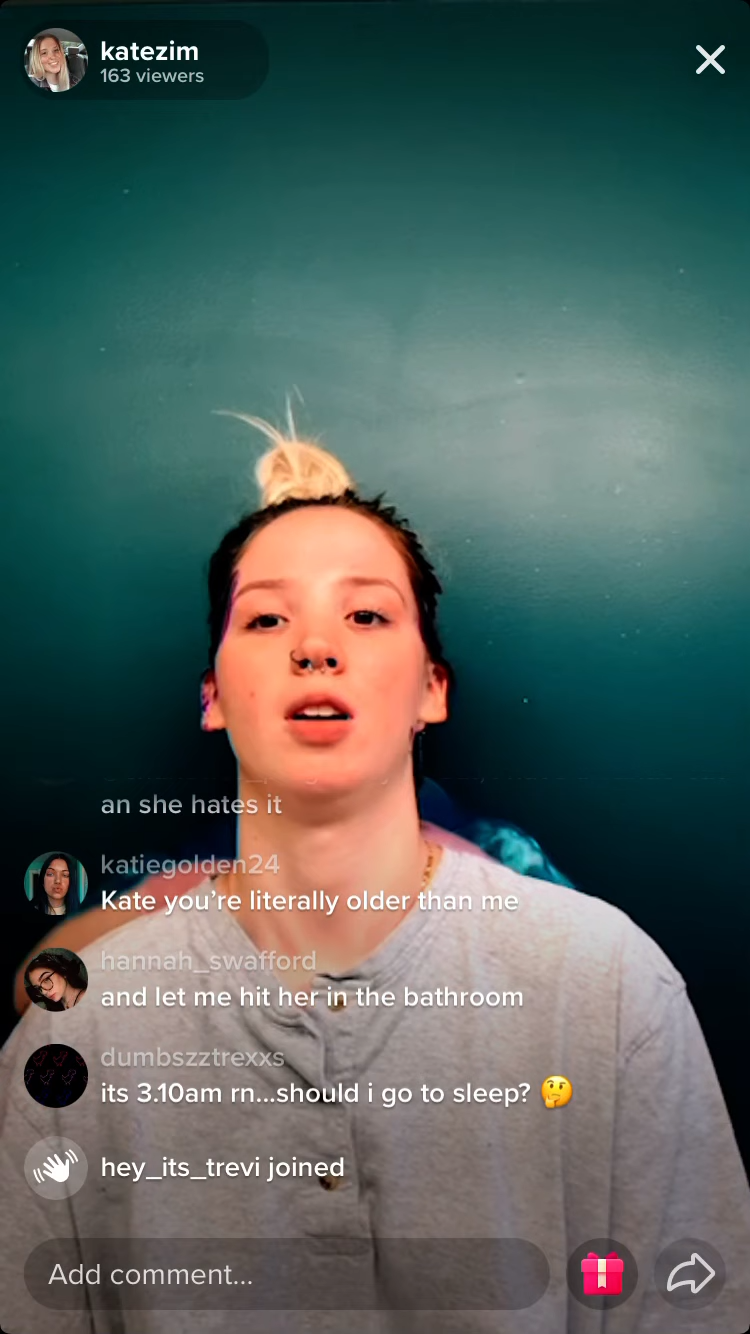 katezim
163 viewers
an she hates it
katiegolden24
Kate you’re literally older than me
hannah_swafford
and let me hit her in the bathroom
dumbszztrexxs
its 3.10am rn...should i go to sleep? 🤔
hey_its_trevi joined
Add comment...